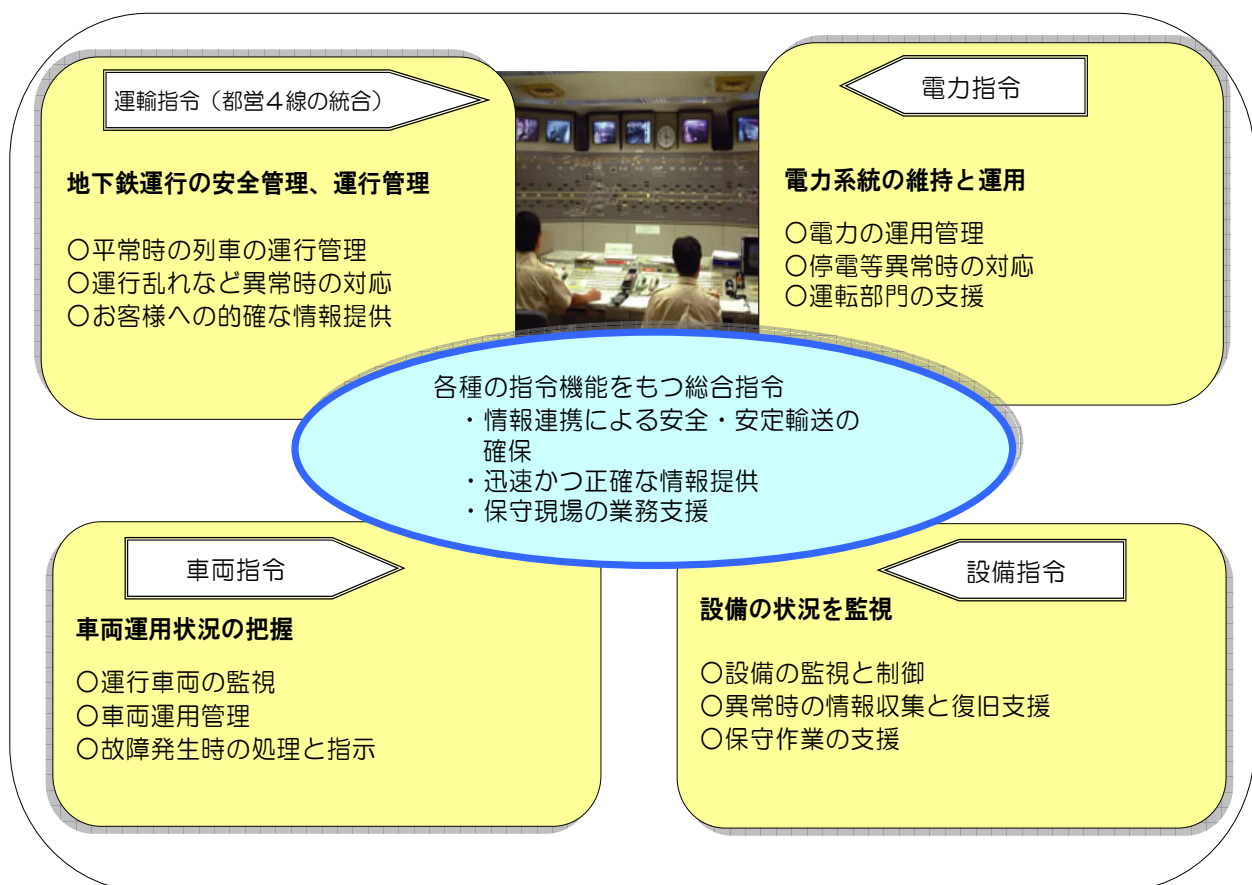 運輸指令（都営４線の統合）
地下鉄運行の安全管理、運行管理
○平常時の列車の運行管理
○運行乱れなど異常時の対応
○お客様への的確な情報提供
電力指令
電力系統の維持と運用
○電力の運用管理
○停電等異常時の対応
○運転部門の支援
各種の指令機能をもつ総合指令
・情報連携による安全・安定輸送の
確保
・迅速かつ正確な情報提供
・保守現場の業務支援
車両指令
車両運用状況の把握
○運行車両の監視
○車両運用管理
○故障発生時の処理と指示
設備指令
設備の状況を監視
○設備の監視と制御
○異常時の情報収集と復旧支援
○保守作業の支援